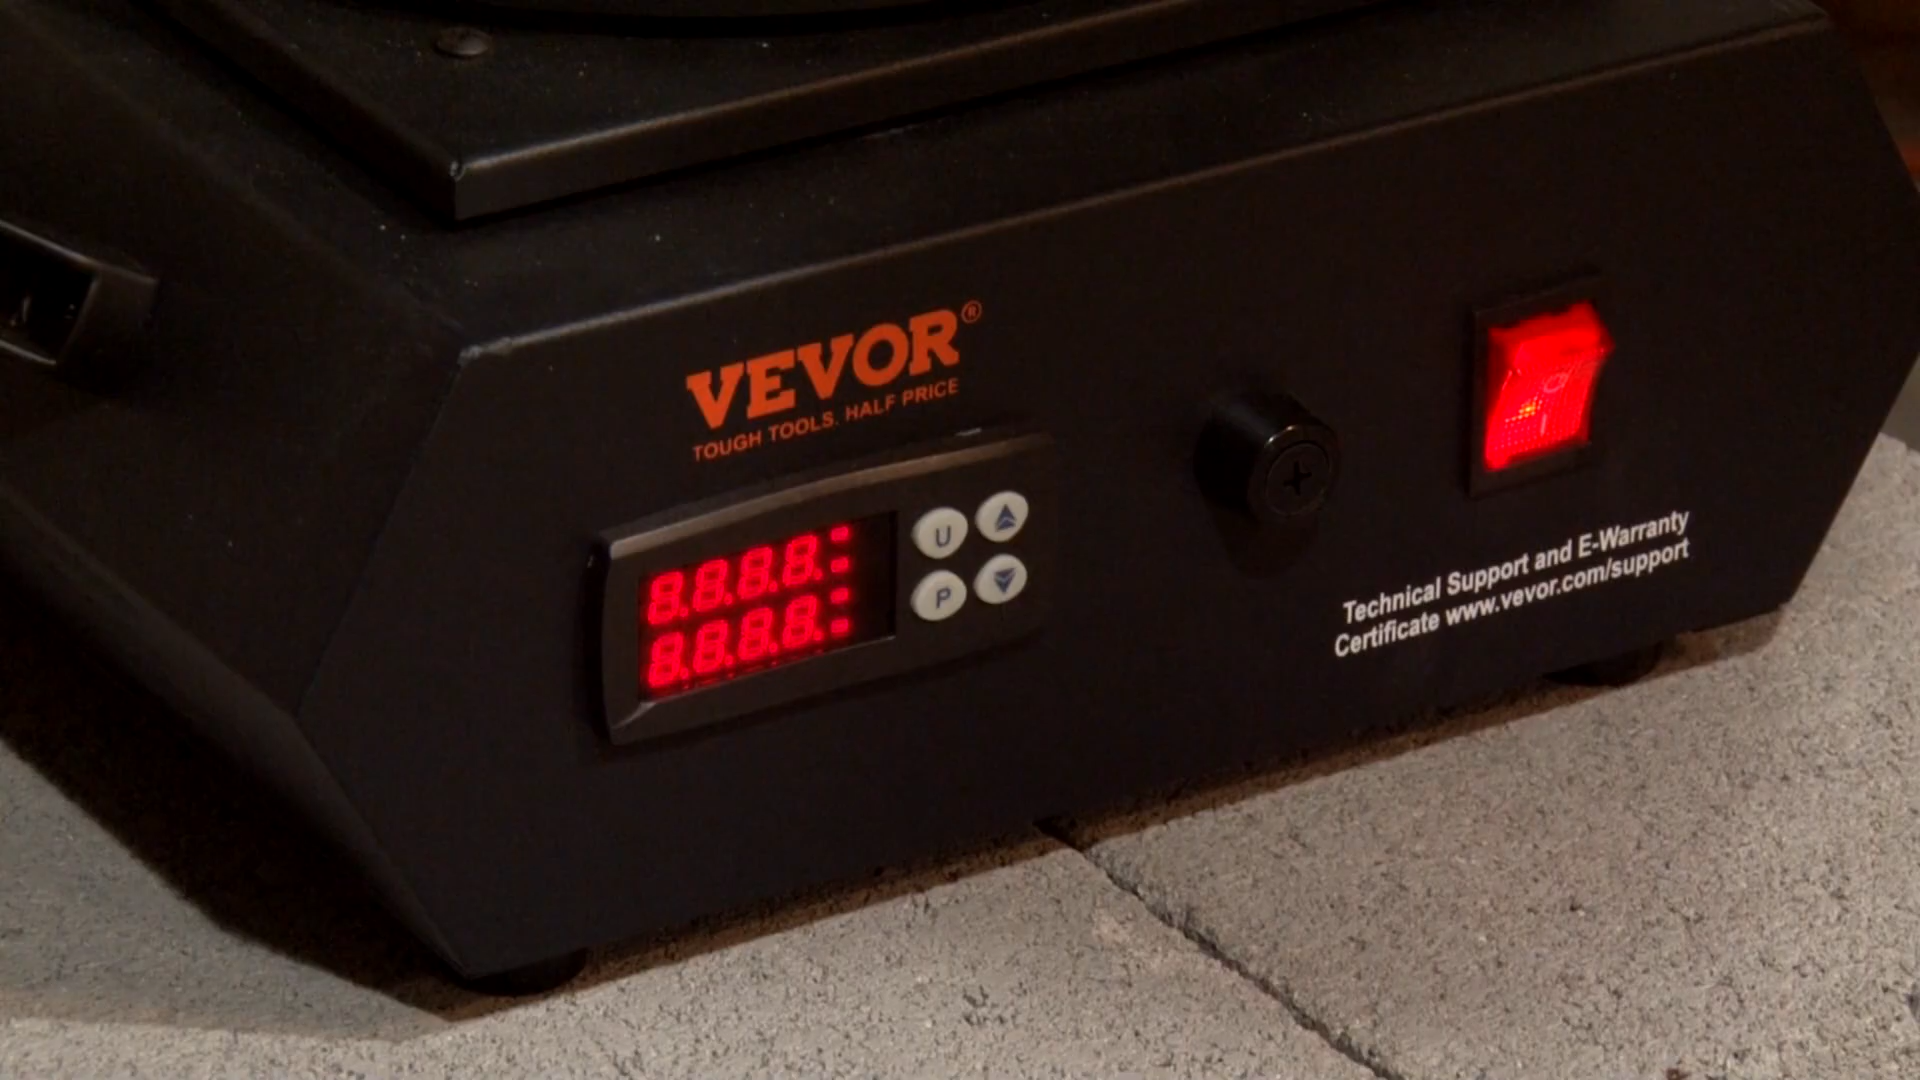 VEVOR®
TOUGH TOOLS, HALF PRICE
8.8.8.8.:
8.8.8.8.:
U
P
Technical Support and E-Warranty
Certificate www.vevor.com/support